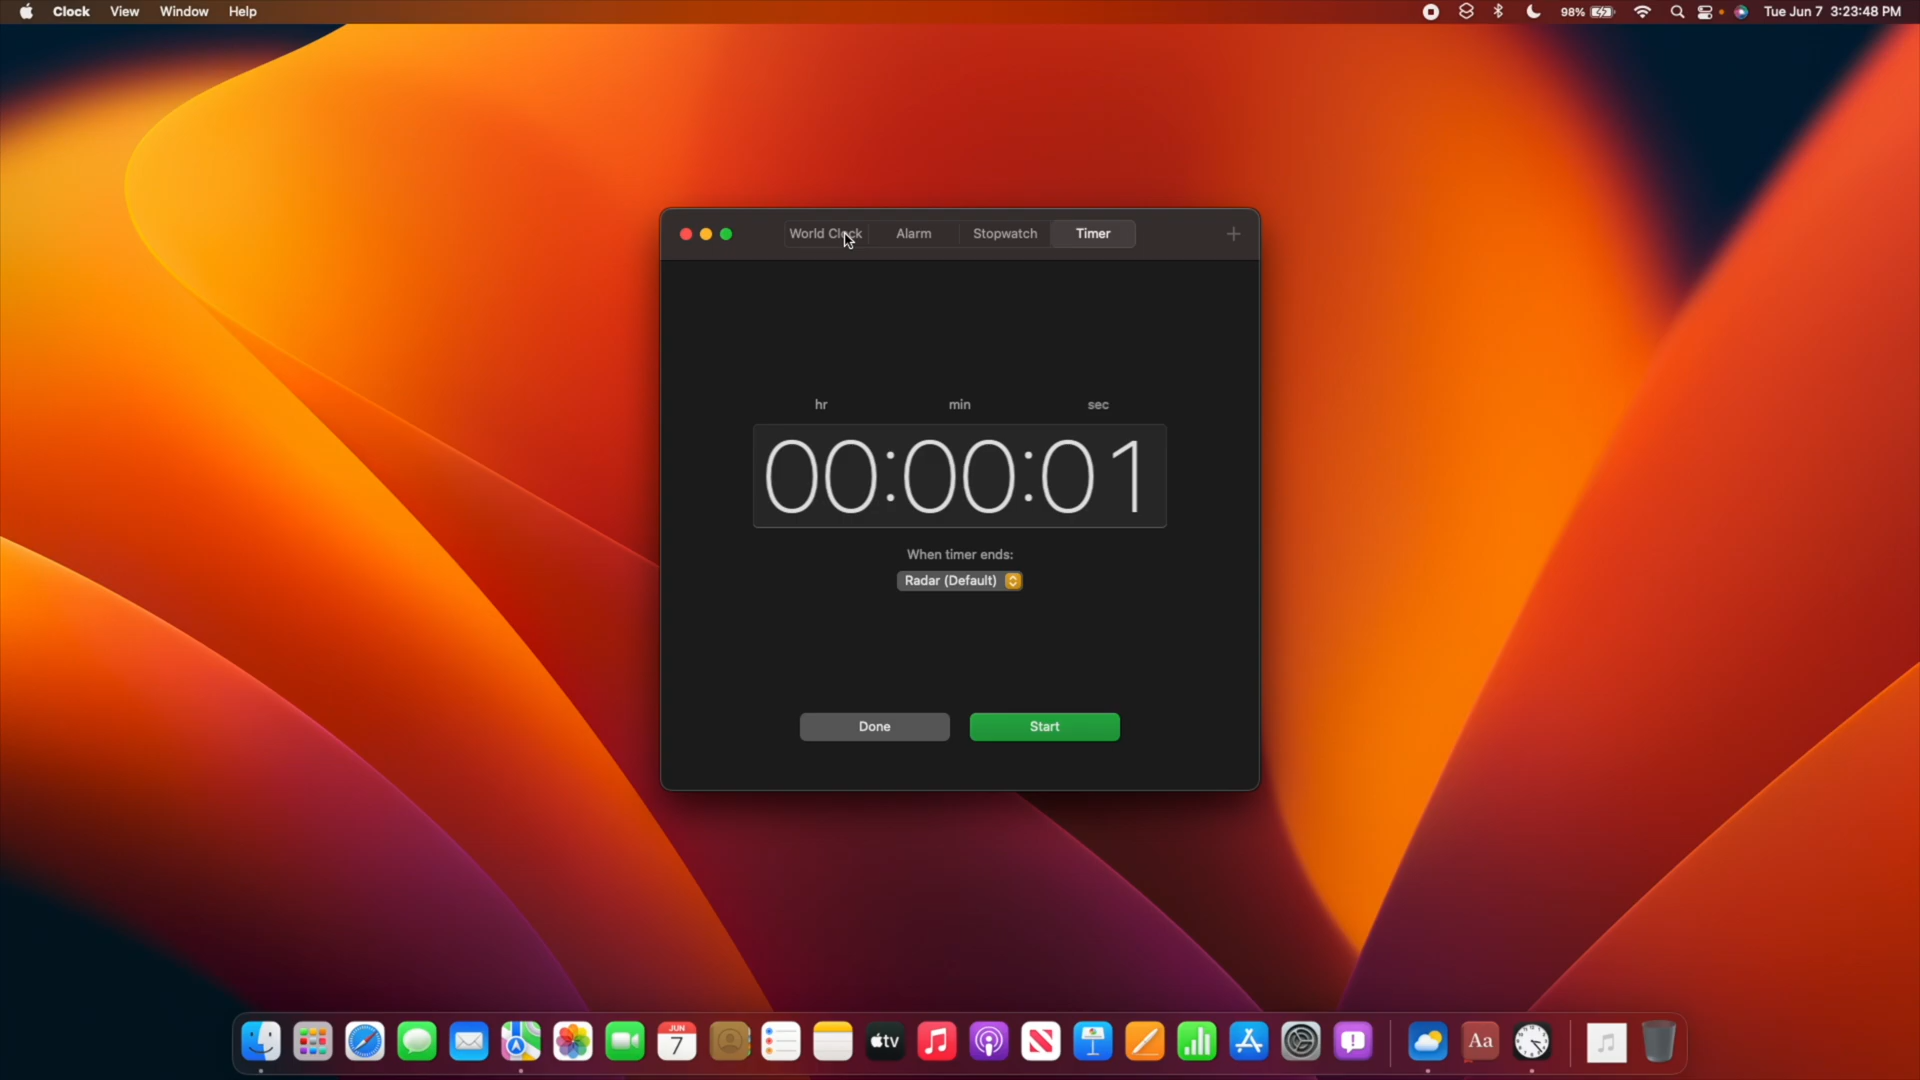 Clock View Window Help 98% Tue Jun 7 3:23:48 PM
World Clock Alarm Stopwatch Timer +
hr min sec
00:00:01
When timer ends:
Radar (Default)
Done Start
JUN
7
tv
Aa